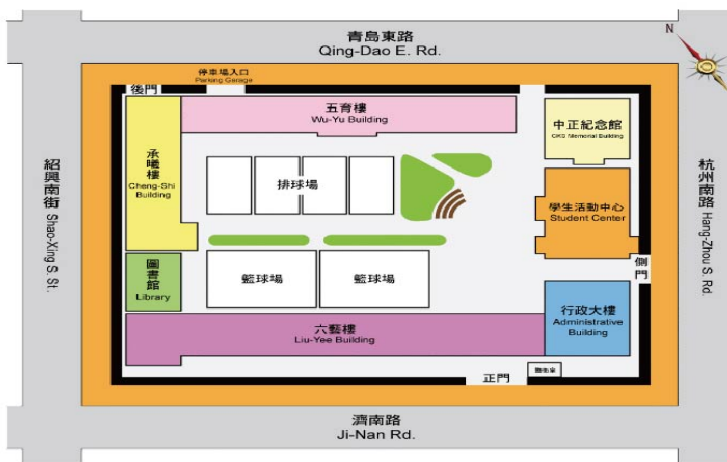 青島東路
Qing-Dao E. Rd.
N
停車場入口
Parking Garage
後門
五育樓
Wu-Yu Building
中正紀念館
CKS Memorial Building
承曦樓
Cheng-Shi
Building
排球場
紹興南街 Shao-Xing S. St.
杭州南路 Hang-Zhou S. Rd.
學生活動中心
Student Center
圖書館
Library
籃球場
籃球場
側門
六藝樓
Liu-Yee Building
行政大樓
Administrative
Building
正門
濟南路
Ji-Nan Rd.